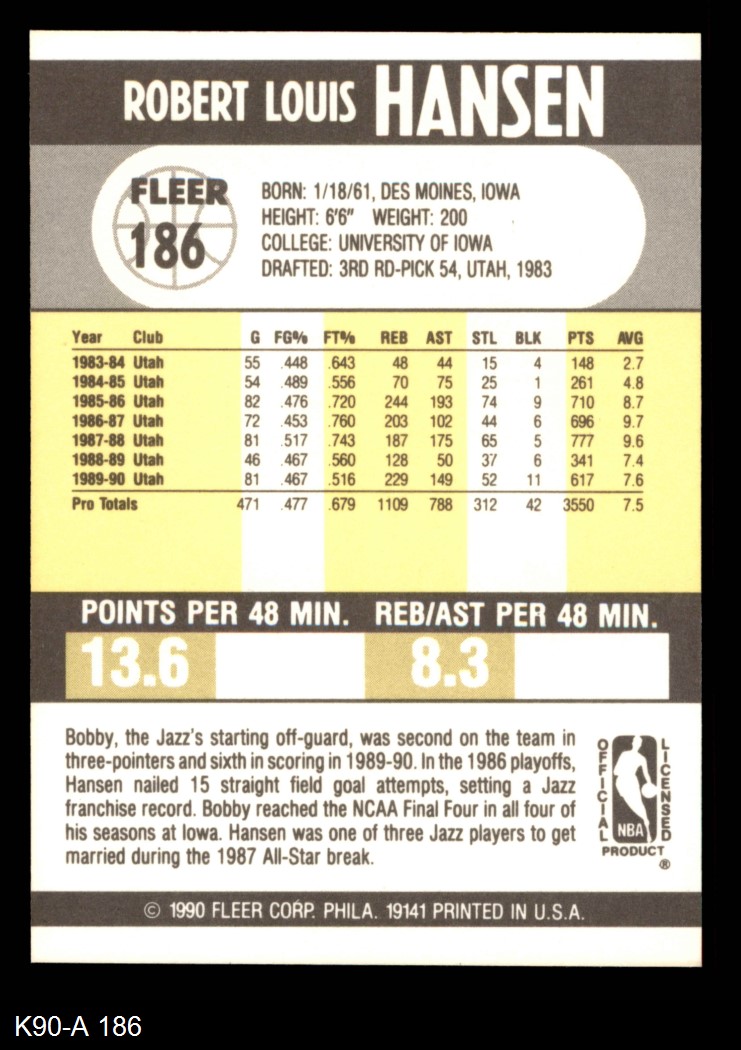 ROBERT LOUIS HANSEN
FLEER
186
BORN: 1/18/61, DES MOINES, IOWA
HEIGHT: 6'6" WEIGHT: 200
COLLEGE: UNIVERSITY OF IOWA
DRAFTED: 3RD RD-PICK 54, UTAH, 1983
Year Club G FG% FT% REB AST STL BLK PTS AVG
1983-84 Utah 55 .448 .643 48 44 15 4 148 2.7
1984-85 Utah 54 .489 .556 70 75 25 1 261 4.8
1985-86 Utah 82 .476 .720 244 193 74 9 710 8.7
1986-87 Utah 72 .453 .760 203 102 44 6 696 9.7
1987-88 Utah 81 .517 .743 187 175 65 5 777 9.6
1988-89 Utah 46 .467 .560 128 50 37 6 341 7.4
1989-90 Utah 81 .467 .516 229 149 52 11 617 7.6
Pro Totals 471 .477 .679 1109 788 312 42 3550 7.5
POINTS PER 48 MIN. REB/AST PER 48 MIN.
13.6 8.3
Bobby, the Jazz's starting off-guard, was second on the team in
three-pointers and sixth in scoring in 1989-90. In the 1986 playoffs,
Hansen nailed 15 straight field goal attempts, setting a Jazz
franchise record. Bobby reached the NCAA Final Four in all four of
his seasons at Iowa. Hansen was one of three Jazz players to get
married during the 1987 All-Star break.
OFFICIAL
LICENSED
NBA
PRODUCT
®
© 1990 FLEER CORP. PHILA. 19141 PRINTED IN U.S.A.
K90-A 186